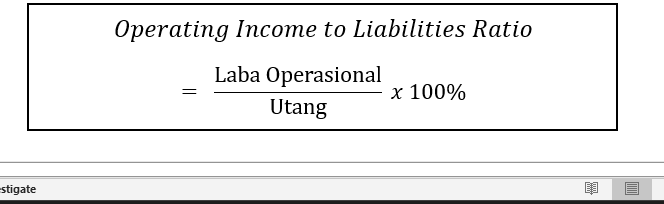 Operating Income to Liabilities Ratio
= Laba Operasional
Utang
x 100%
estigate